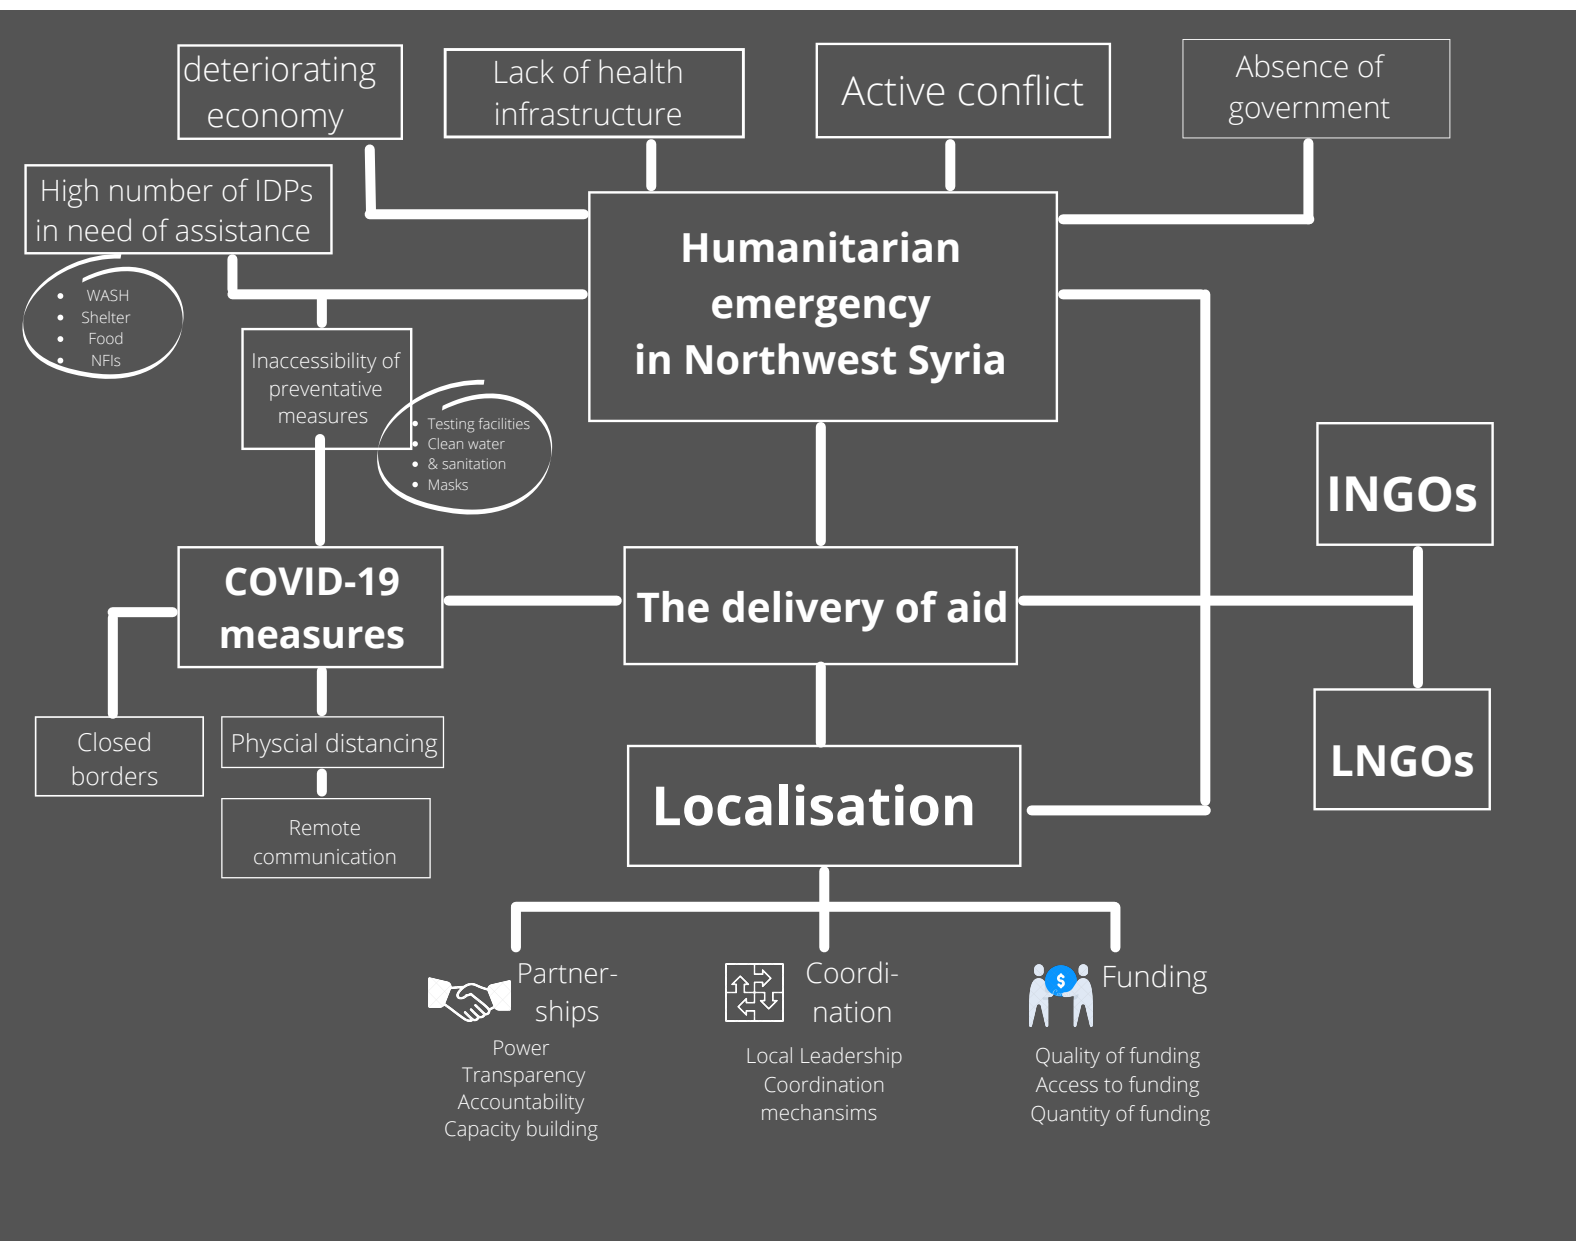 deteriorating
economy
Lack of health
infrastructure
Active conflict
Absence of
government
High number of IDPs
in need of assistance
WASH
Shelter
Food
NFIs
Humanitarian
emergency
in Northwest Syria
Inaccessibility of
preventative
measures
Testing facilities
Clean water
& sanitation
Masks
INGOs
COVID-19
measures
The delivery of aid
LNGOs
Closed
borders
Physcial distancing
Remote
communication
Localisation
Partner-
ships
Power
Transparency
Accountability
Capacity building
Coordi-
nation
Local Leadership
Coordination
mechansims
$
Funding
Quality of funding
Access to funding
Quantity of funding